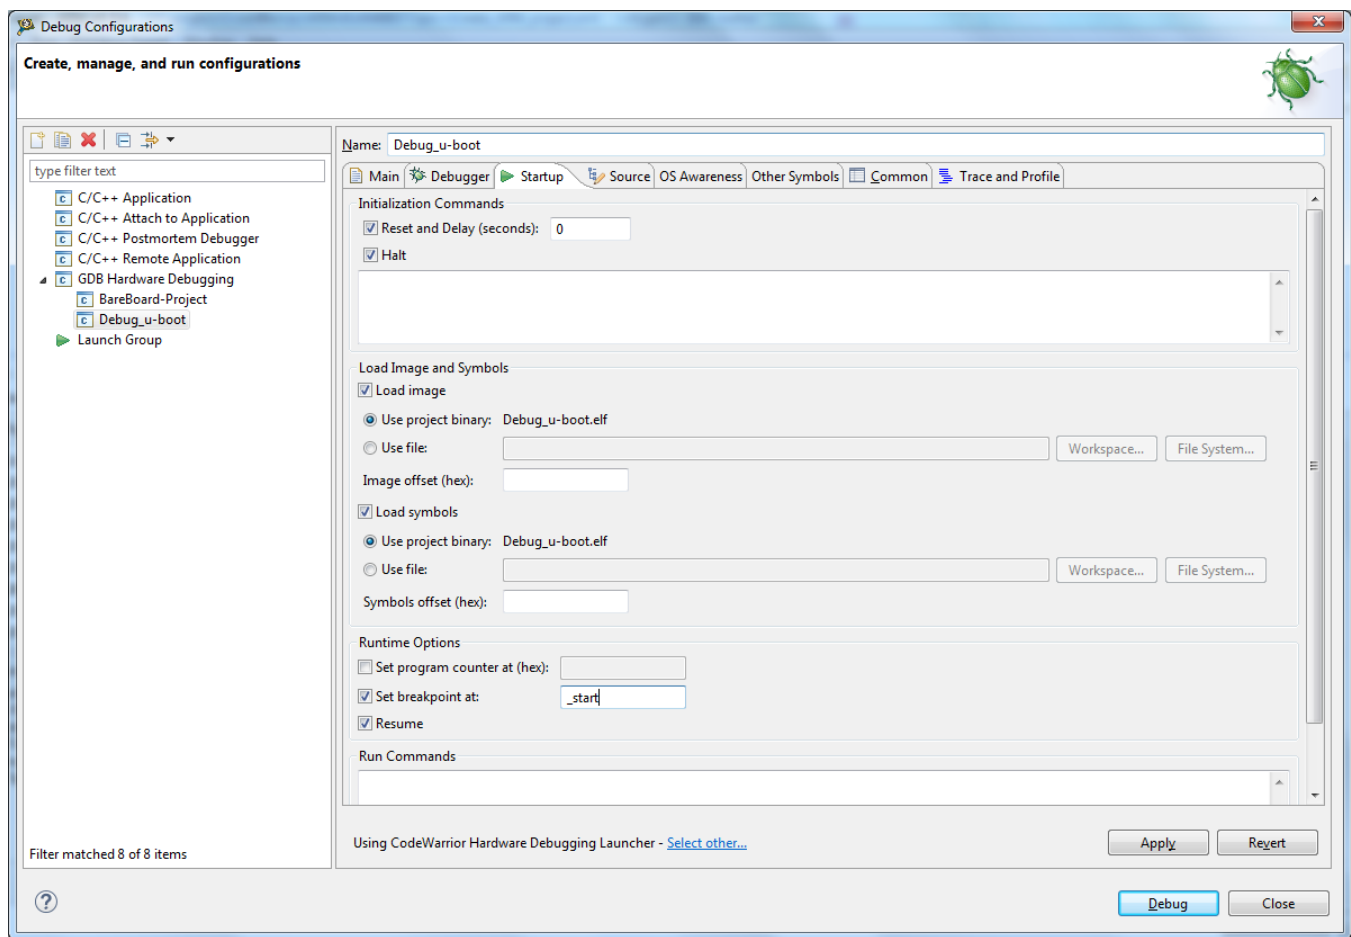 Debug Configurations
Create, manage, and run configurations
type filter text
C/C++ Application
C/C++ Attach to Application
C/C++ Postmortem Debugger
C/C++ Remote Application
GDB Hardware Debugging
BareBoard-Project
Debug_u-boot
Launch Group
Filter matched 8 of 8 items
Name: Debug_u-boot
Main Debugger Startup Source OS Awareness Other Symbols Common Trace and Profile
Initialization Commands
Reset and Delay (seconds): 0
Halt
Load Image and Symbols
Load image
Use project binary: Debug_u-boot.elf
Use file: Workspace... File System...
Image offset (hex):
Load symbols
Use project binary: Debug_u-boot.elf
Use file: Workspace... File System...
Symbols offset (hex):
Runtime Options
Set program counter at (hex):
Set breakpoint at: _start
Resume
Run Commands
Using CodeWarrior Hardware Debugging Launcher - Select other...
Apply Revert
Debug Close